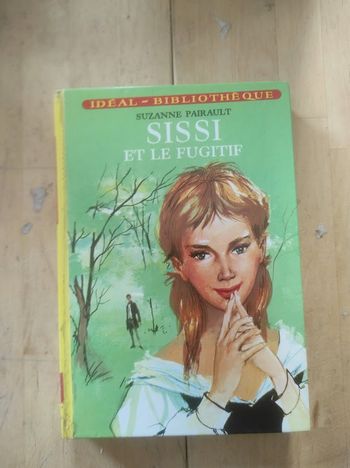 IDÉAL - BIBLIOTHÈQUE
SUZANNE PAIRAULT
SISSI
ET LE FUGITIF